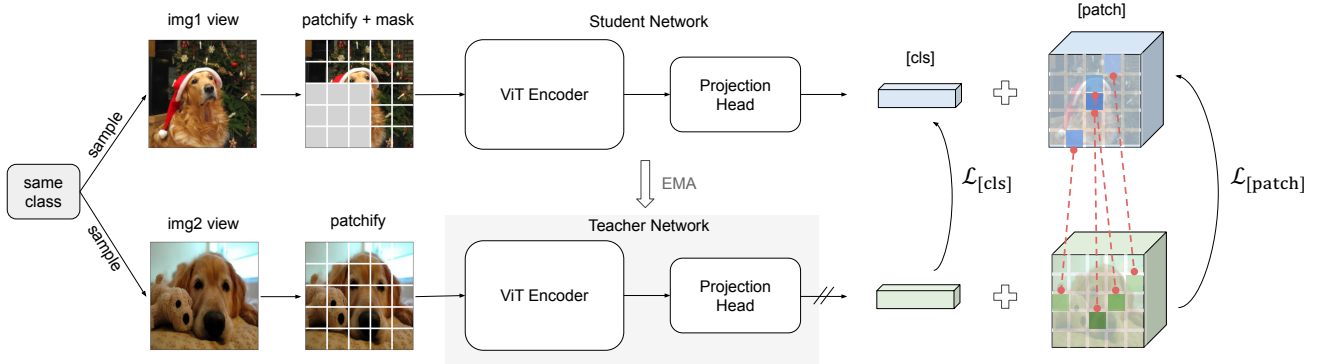 img1 view
patchify + mask
Student Network
[patch]
[cls]
ViT Encoder
Projection
Head
sample
same
class
EMA
ℒ[cls]
ℒ[patch]
sample
img2 view
patchify
Teacher Network
ViT Encoder
Projection
Head